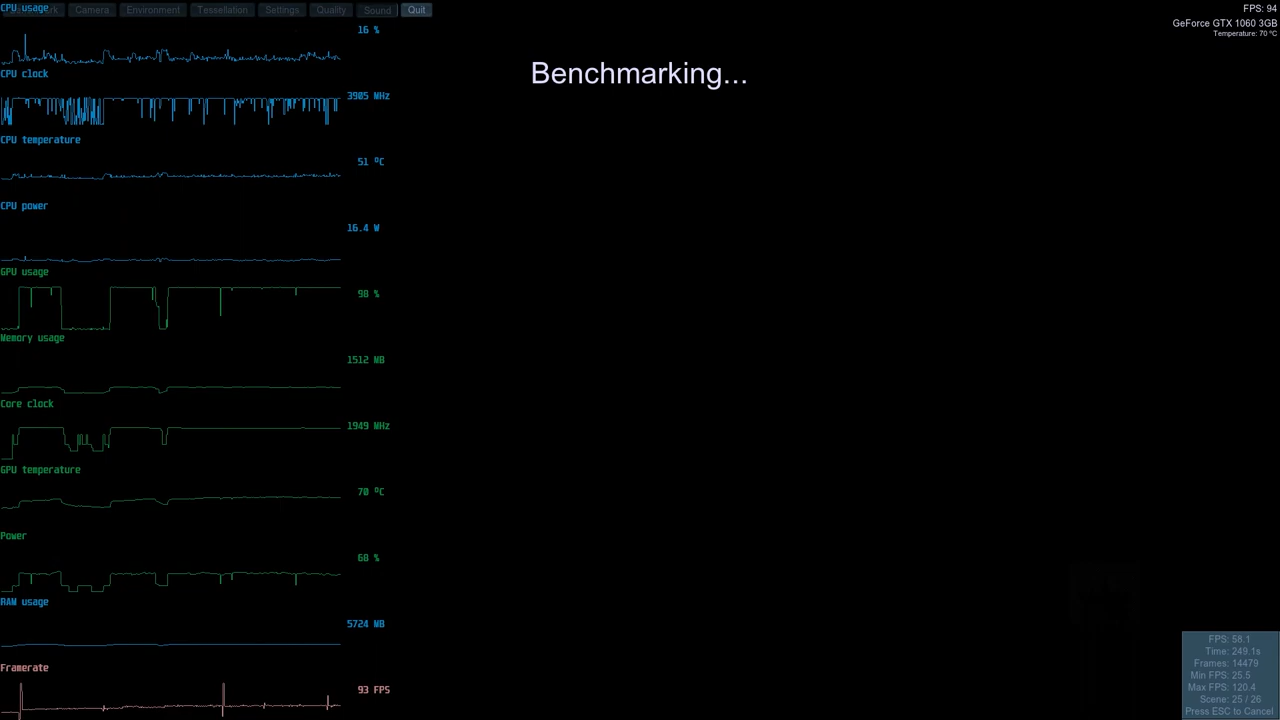 CPU usage
Camera
Environment
Tessellation
Settings
Quality
Sound
Quit
16 %
CPU clock
3905 MHz
CPU temperature
51 ºC
CPU power
16.4 W
GPU usage
98 %
Memory usage
1512 MB
Core clock
1949 MHz
GPU temperature
70 ºC
Power
68 %
RAM usage
5724 MB
Framerate
93 FPS
Benchmarking...
FPS: 94
GeForce GTX 1060 3GB
Temperature: 70 °C
FPS: 58.1
Time: 249.1s
Frames: 14479
Min FPS: 25.5
Max FPS: 120.4
Scene: 25 / 26
Press ESC to Cancel